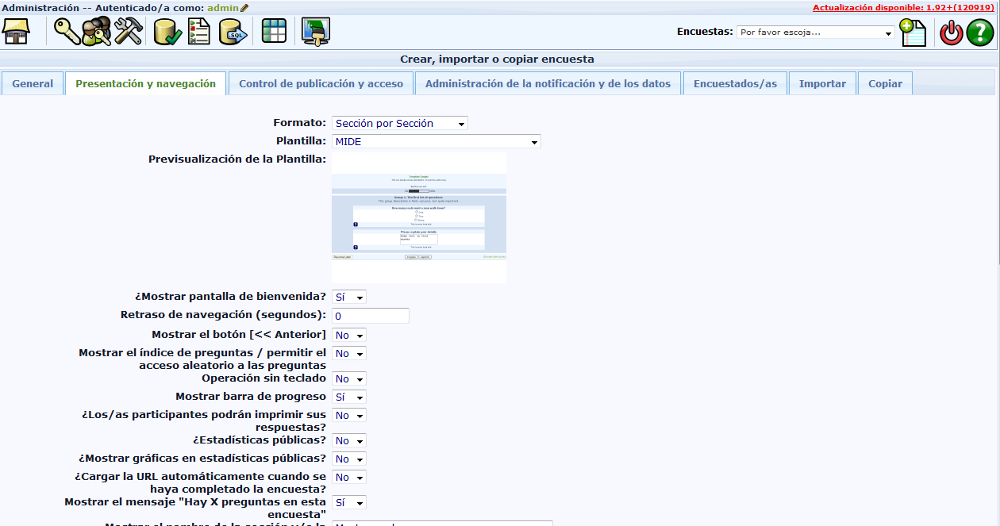 Administración -- Autenticado/a como: admin
Actualización disponible: 1.92+(120919)
SQL
Encuestas: Por favor escoja...
Crear, importar o copiar encuesta
General Presentación y navegación Control de publicación y acceso Administración de la notificación y de los datos Encuestados/as Importar Copiar
Formato: Sección por Sección
Plantilla: MIDE
Previsualización de la Plantilla:
¿Mostrar pantalla de bienvenida? Sí
Retraso de navegación (segundos): 0
Mostrar el botón [<< Anterior] No
Mostrar el índice de preguntas / permitir el
acceso aleatorio a las preguntas No
Operación sin teclado No
Mostrar barra de progreso Sí
¿Los/as participantes podrán imprimir sus
respuestas? No
¿Estadísticas públicas? No
¿Mostrar gráficas en estadísticas públicas? No
¿Cargar la URL automáticamente cuando se
haya completado la encuesta? No
Mostrar el mensaje "Hay X preguntas en esta
encuesta" Sí